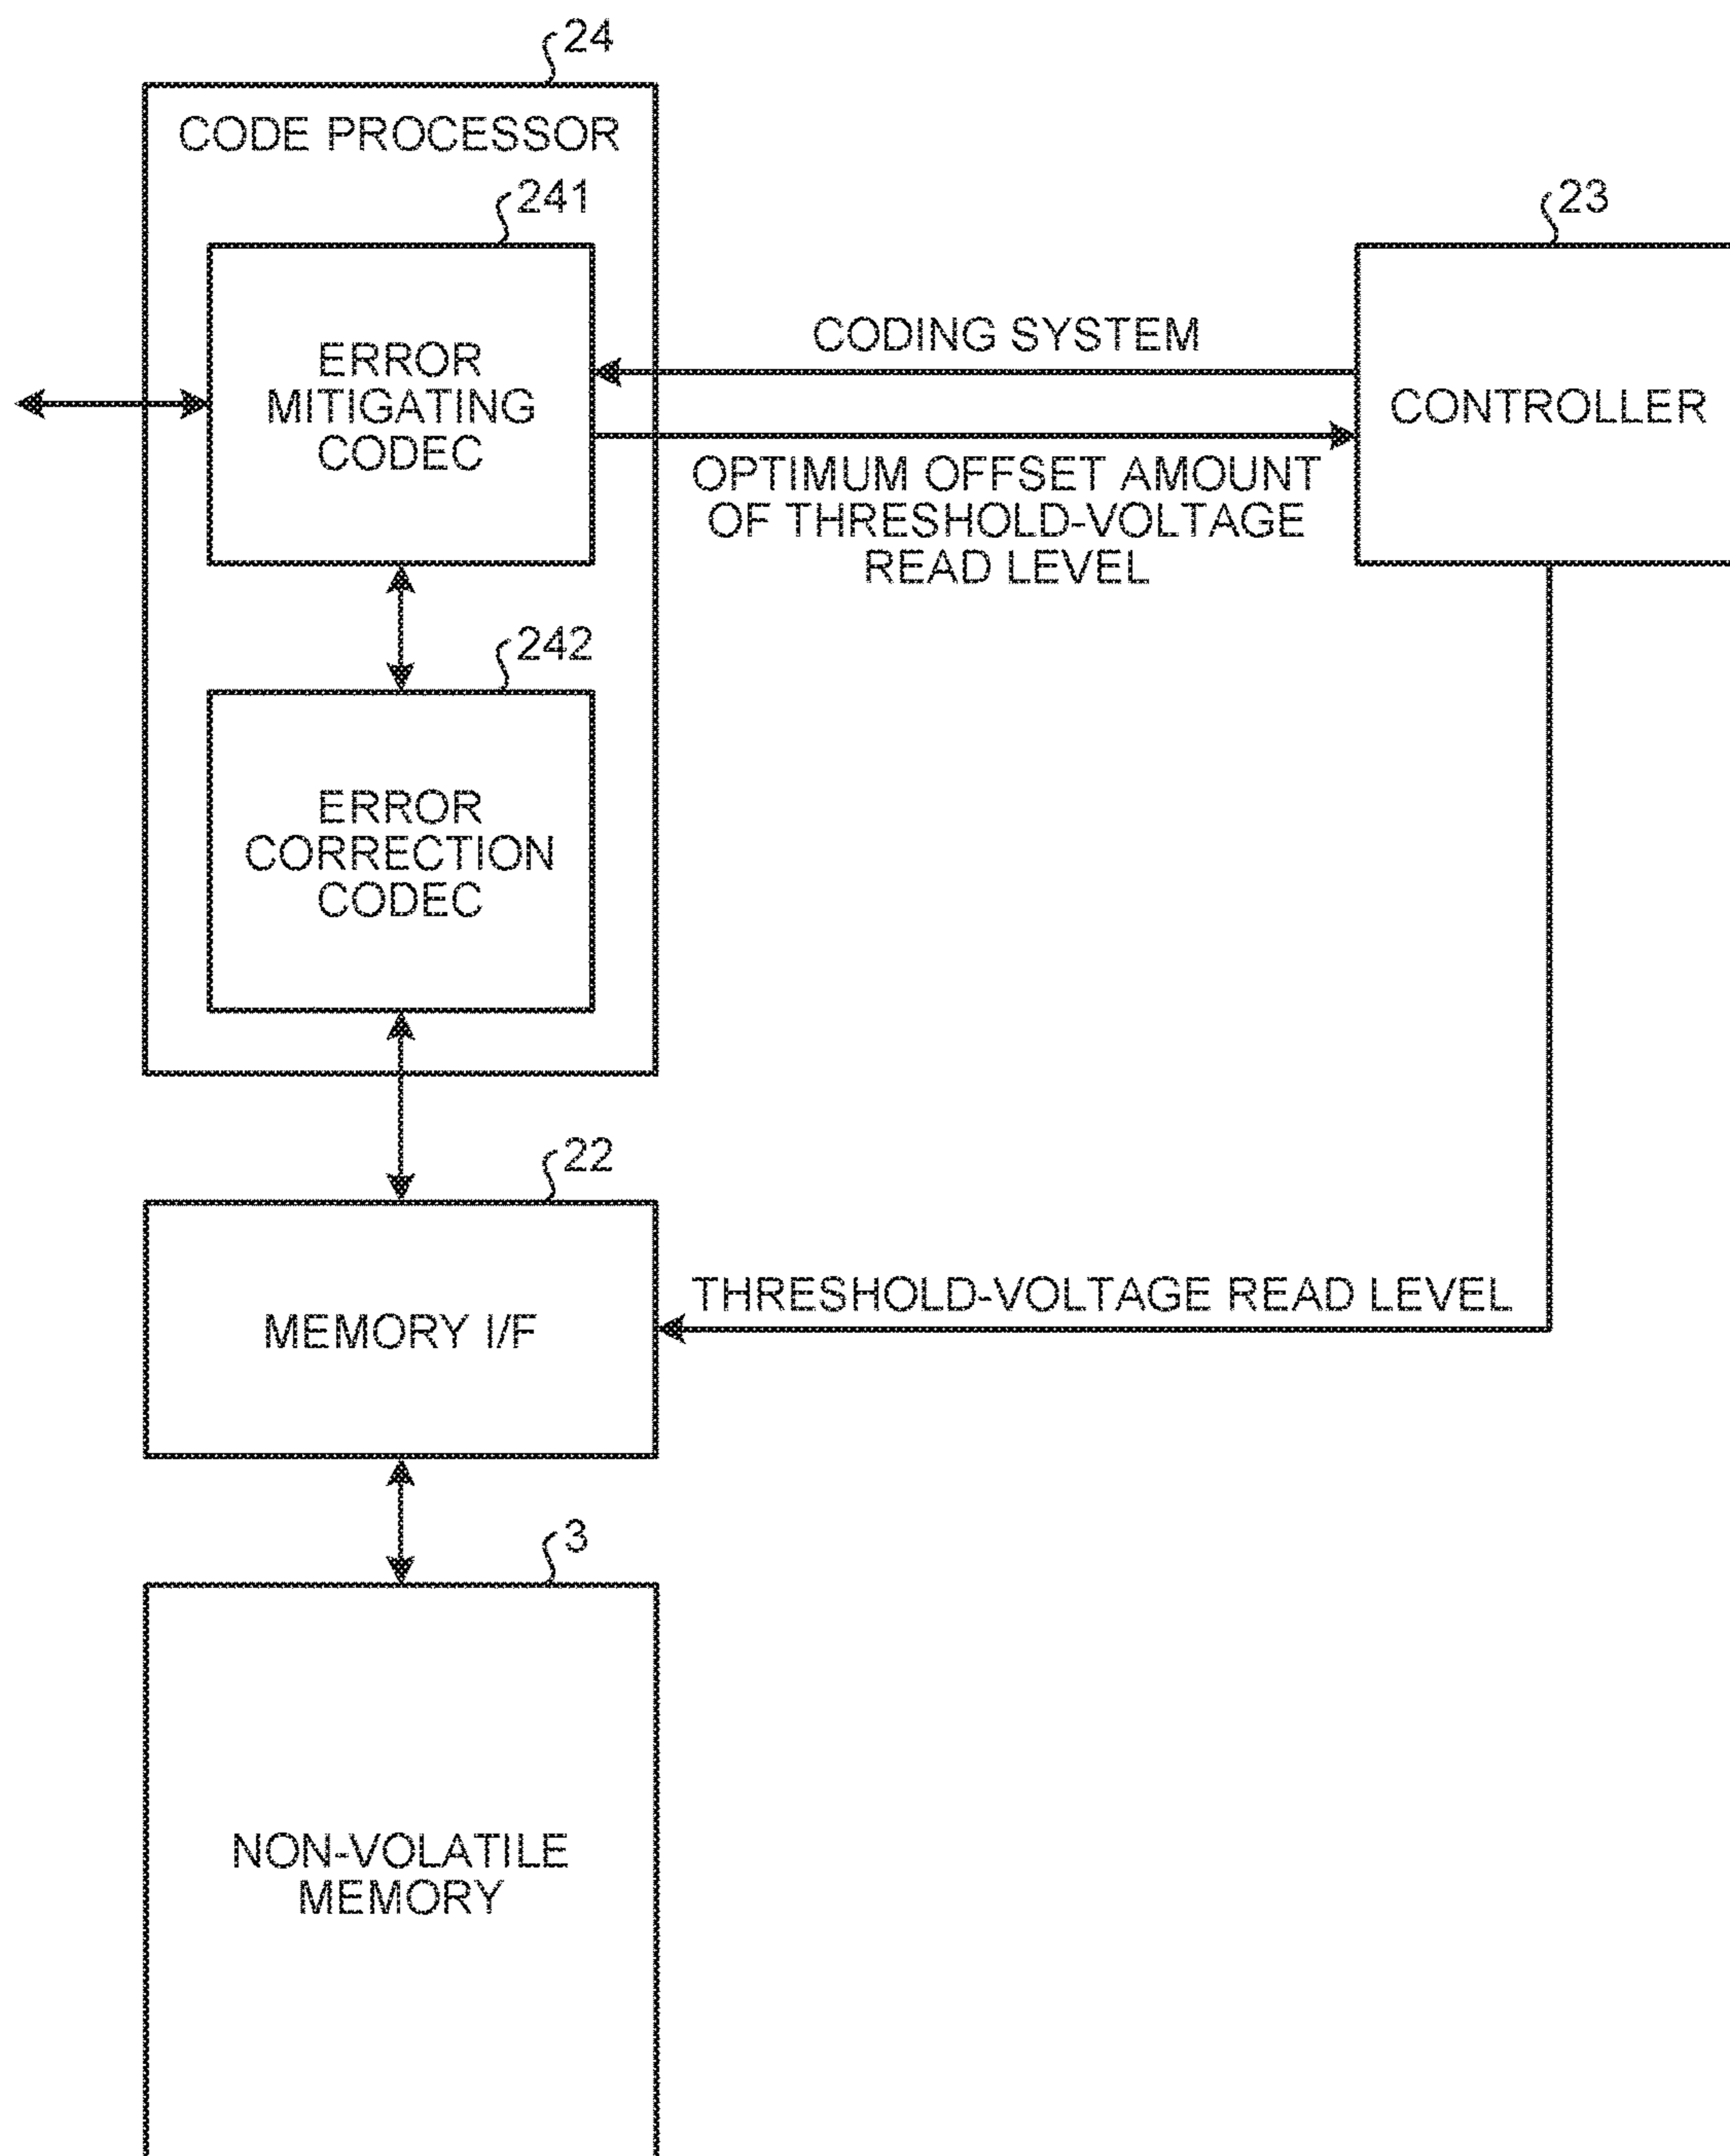 24
CODE PROCESSOR
241
23
ERROR
MITIGATING
CODEC
CODING SYSTEM
CONTROLLER
OPTIMUM OFFSET AMOUNT
OF THRESHOLD-VOLTAGE
READ LEVEL
242
ERROR
CORRECTION
CODEC
22
MEMORY I/F
THRESHOLD-VOLTAGE READ LEVEL
3
NON-VOLATILE
MEMORY